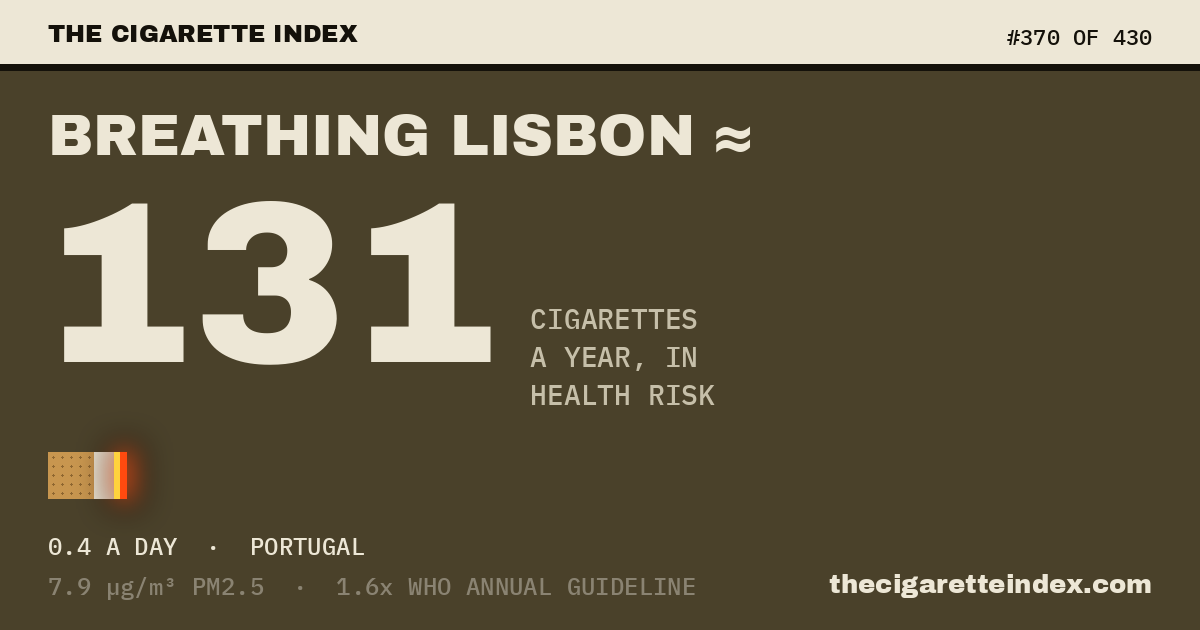 THE CIGARETTE INDEX
#370 OF 430
BREATHING LISBON ≈
131
CIGARETTES
A YEAR, IN
HEALTH RISK
0.4 A DAY · PORTUGAL
7.9 µg/m³ PM2.5 · 1.6x WHO ANNUAL GUIDELINE
thecigaretteindex.com